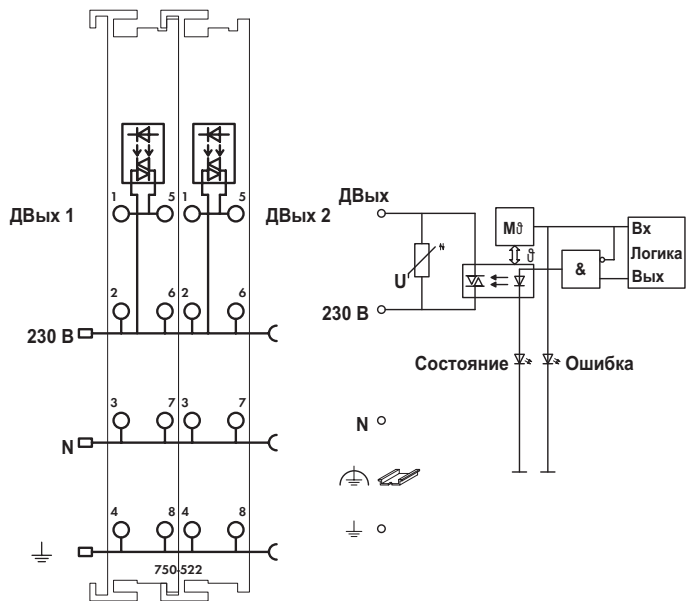 1 5 1 5
ДВых 1
ДВых 2
2 6 2 6
230 В
3 7 3 7
N
4 8 4 8
750-522
ДВых
Mϑ
ϑ
U
&
Вх
Логика
Вых
230 В
Состояние
Ошибка
N